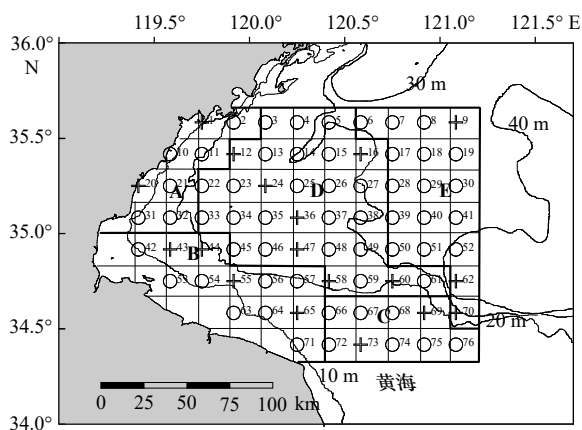 119.5° 120.0° 120.5° 121.0° 121.5° E
36.0°
N
30 m
40 m
1 2 3 4 5 6 7 8 9
35.5°
10 11 12 13 14 15 16 17 18 19
20 21 22 23 24 25 26 27 28 29 30
A D E
31 32 33 34 35 36 37 38 39 40 41
35.0°
42 43 44 45 46 47 48 49 50 51 52
B
53 54 55 56 57 58 59 60 61 62
C
63 64 65 66 67 68 69 70
20 m
34.5°
71 72 73 74 75 76
10 m
黄海
0 25 50 75 100 km
34.0°